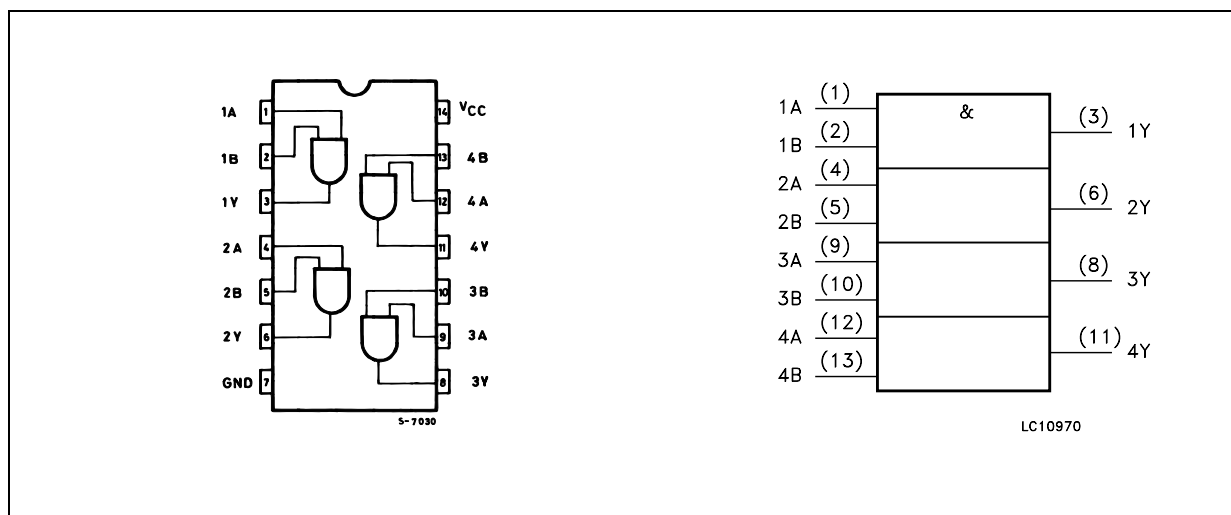 1A 1 14 VCC
1B 2 13 4B
1Y 3 12 4A
2A 4 11 4Y
2B 5 10 3B
2Y 6 9 3A
GND 7 8 3Y
S-7030
&
1A (1)
1B (2)
2A (4)
2B (5)
3A (9)
3B (10)
4A (12)
4B (13)
(3) 1Y
(6) 2Y
(8) 3Y
(11) 4Y
LC10970